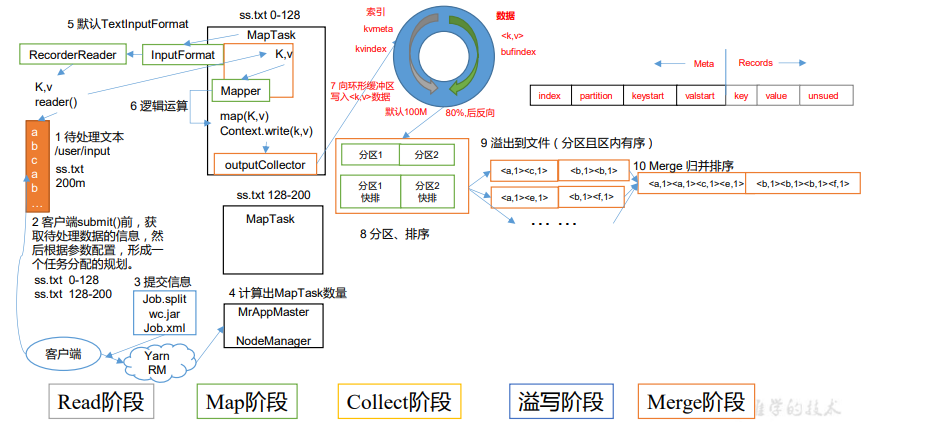 5 默认TextInputFormat
ss.txt 0-128
MapTask
RecorderReader
InputFormat
K,v
K,v
reader()
Mapper
6 逻辑运算
map(K,v)
Context.write(k,v)
outputCollector
a
b
c
a
b
...
1 待处理文本
/user/input
ss.txt
200m
2 客户端submit()前，获
取待处理数据的信息，然
后根据参数配置，形成一
个任务分配的规划。
ss.txt 0-128
ss.txt 128-200
3 提交信息
Job.split
wc.jar
Job.xml
客户端
Yarn
RM
ss.txt 128-200
MapTask
4 计算出MapTask数量
MrAppMaster
NodeManager
索引
kvmeta
kvindex
数据
<k,v>
bufindex
7 向环形缓冲区
写入<k,v>数据
默认100M
80%,后反向
Meta
Records
index
partition
keystart
valstart
key
value
unsued
分区1
分区2
分区1
快排
分区2
快排
8 分区、排序
9 溢出到文件（分区且区内有序）
<a,1><c,1>
<b,1><b,1>
<a,1><e,1>
<b,1><f,1>
... ...
10 Merge 归并排序
<a,1><a,1><c,1><e,1>
<b,1><b,1><b,1><f,1>
Read阶段
Map阶段
Collect阶段
溢写阶段
Merge阶段
学的技术